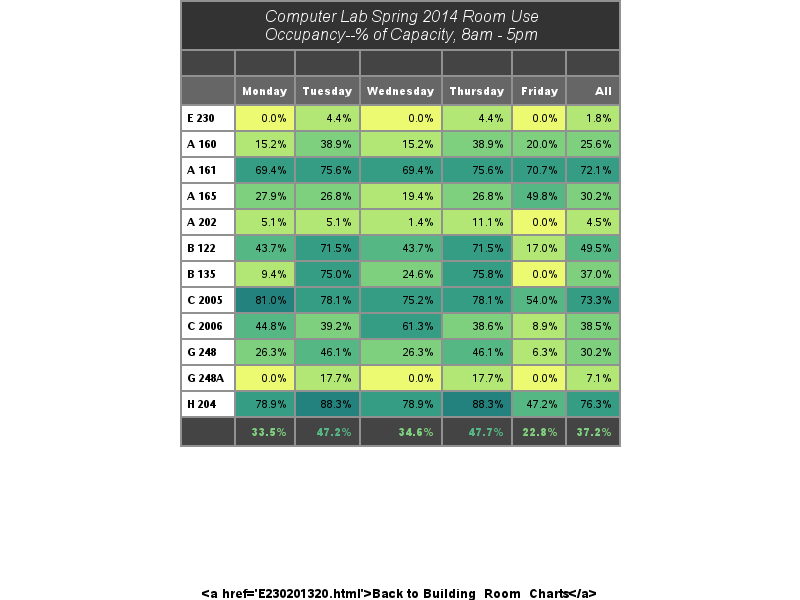 Computer Lab Spring 2014 Room Use
Occupancy--% of Capacity, 8am - 5pm
Monday Tuesday Wednesday Thursday Friday All
E 230 0.0% 4.4% 0.0% 4.4% 0.0% 1.8%
A 160 15.2% 38.9% 15.2% 38.9% 20.0% 25.6%
A 161 69.4% 75.6% 69.4% 75.6% 70.7% 72.1%
A 165 27.9% 26.8% 19.4% 26.8% 49.8% 30.2%
A 202 5.1% 5.1% 1.4% 11.1% 0.0% 4.5%
B 122 43.7% 71.5% 43.7% 71.5% 17.0% 49.5%
B 135 9.4% 75.0% 24.6% 75.8% 0.0% 37.0%
C 2005 81.0% 78.1% 75.2% 78.1% 54.0% 73.3%
C 2006 44.8% 39.2% 61.3% 38.6% 8.9% 38.5%
G 248 26.3% 46.1% 26.3% 46.1% 6.3% 30.2%
G 248A 0.0% 17.7% 0.0% 17.7% 0.0% 7.1%
H 204 78.9% 88.3% 78.9% 88.3% 47.2% 76.3%
33.5% 47.2% 34.6% 47.7% 22.8% 37.2%
<a href='E230201320.html'>Back to Building_Room_Charts</a>